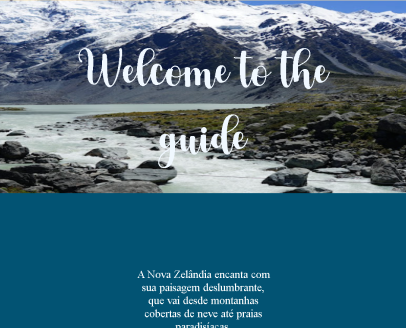 Welcome to the
guide
A Nova Zelândia encanta com
sua paisagem deslumbrante,
que vai desde montanhas
cobertas de neve até praias
paradisíacas